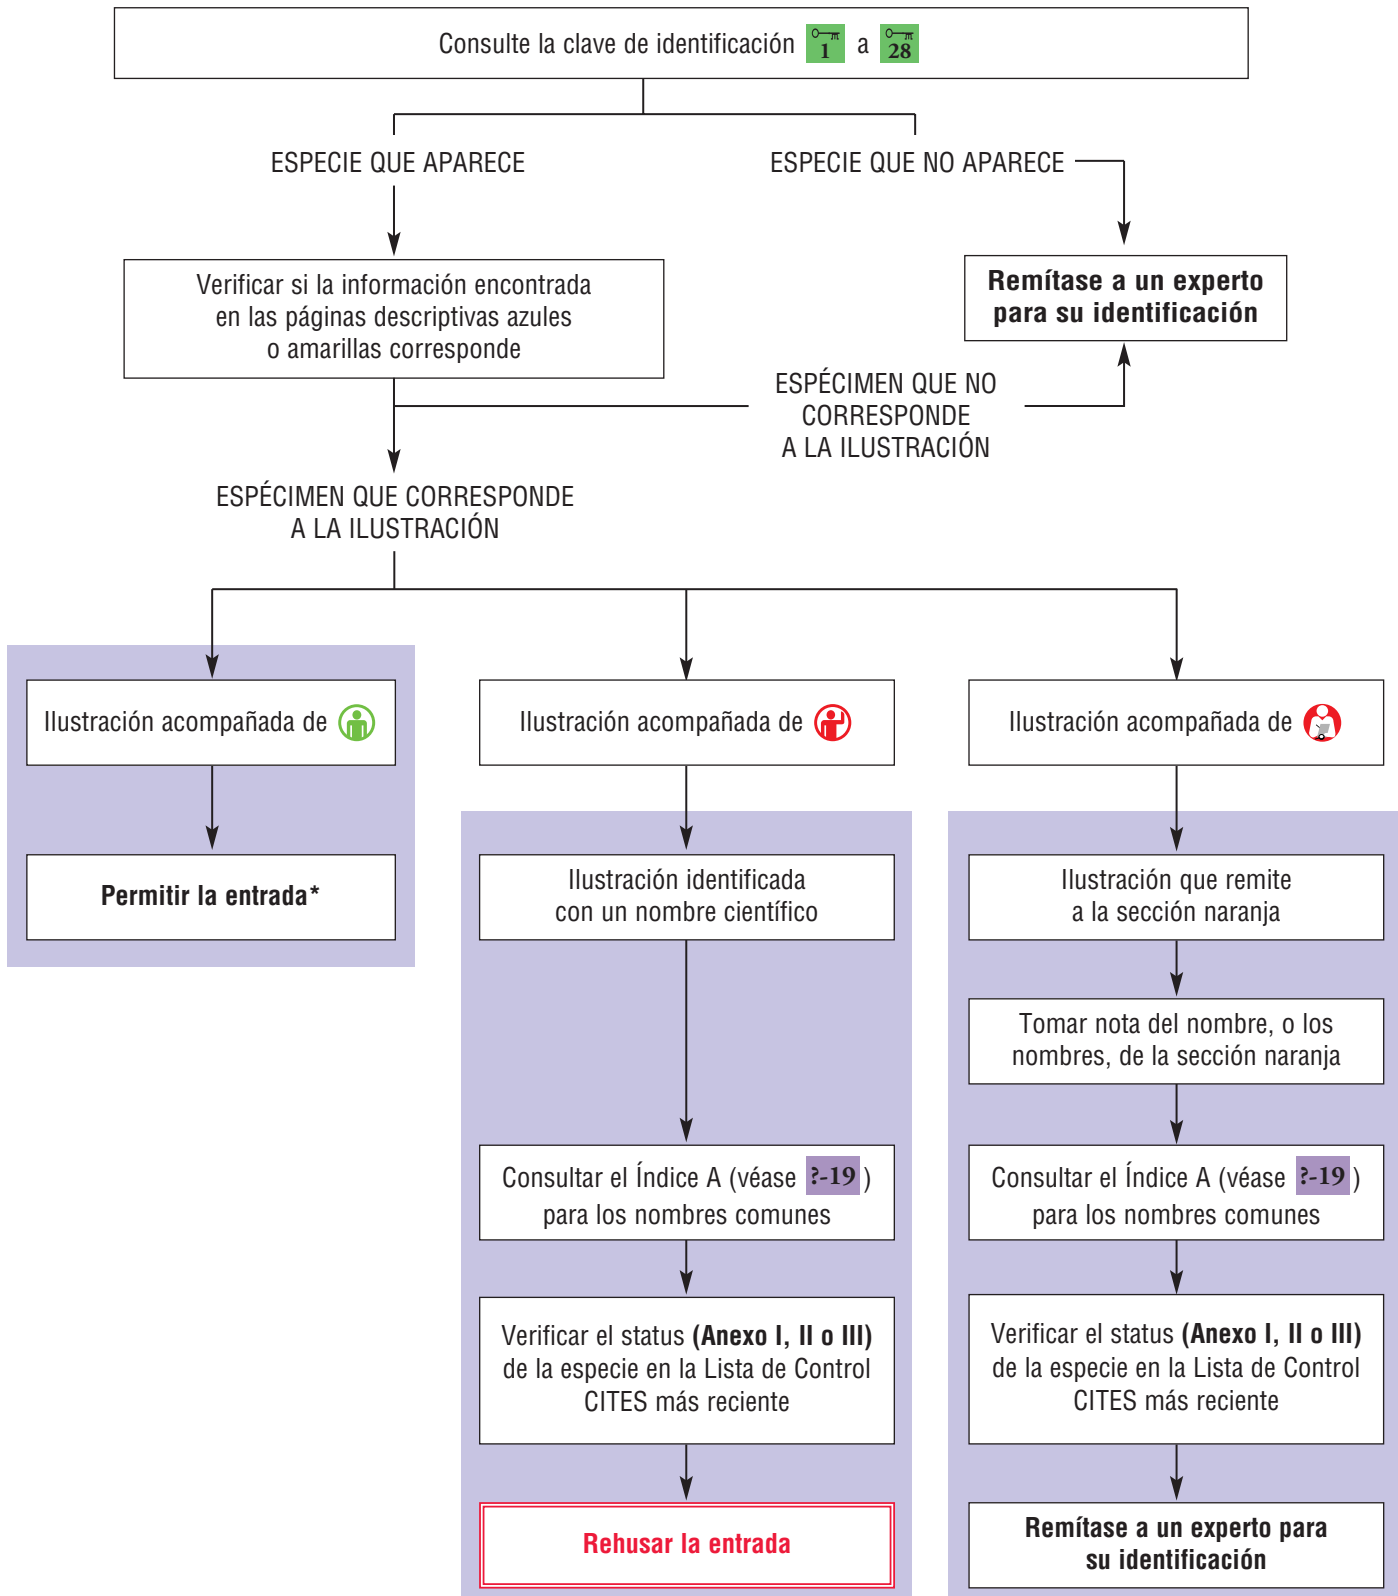 Consulte la clave de identificación 1 a 28
ESPECIE QUE APARECE
ESPECIE QUE NO APARECE
Verificar si la información encontrada
en las páginas descriptivas azules
o amarillas corresponde
Remítase a un experto
para su identificación
ESPÉCIMEN QUE NO
CORRESPONDE
A LA ILUSTRACIÓN
ESPÉCIMEN QUE CORRESPONDE
A LA ILUSTRACIÓN
Ilustración acompañada de
Permitir la entrada*
Ilustración acompañada de
Ilustración identificada
con un nombre científico
Consultar el Índice A (véase ?-19 )
para los nombres comunes
Verificar el status (Anexo I, II o III)
de la especie en la Lista de Control
CITES más reciente
Rehusar la entrada
Ilustración acompañada de
Ilustración que remite
a la sección naranja
Tomar nota del nombre, o los
nombres, de la sección naranja
Consultar el Índice A (véase ?-19 )
para los nombres comunes
Verificar el status (Anexo I, II o III)
de la especie en la Lista de Control
CITES más reciente
Remítase a un experto para
su identificación